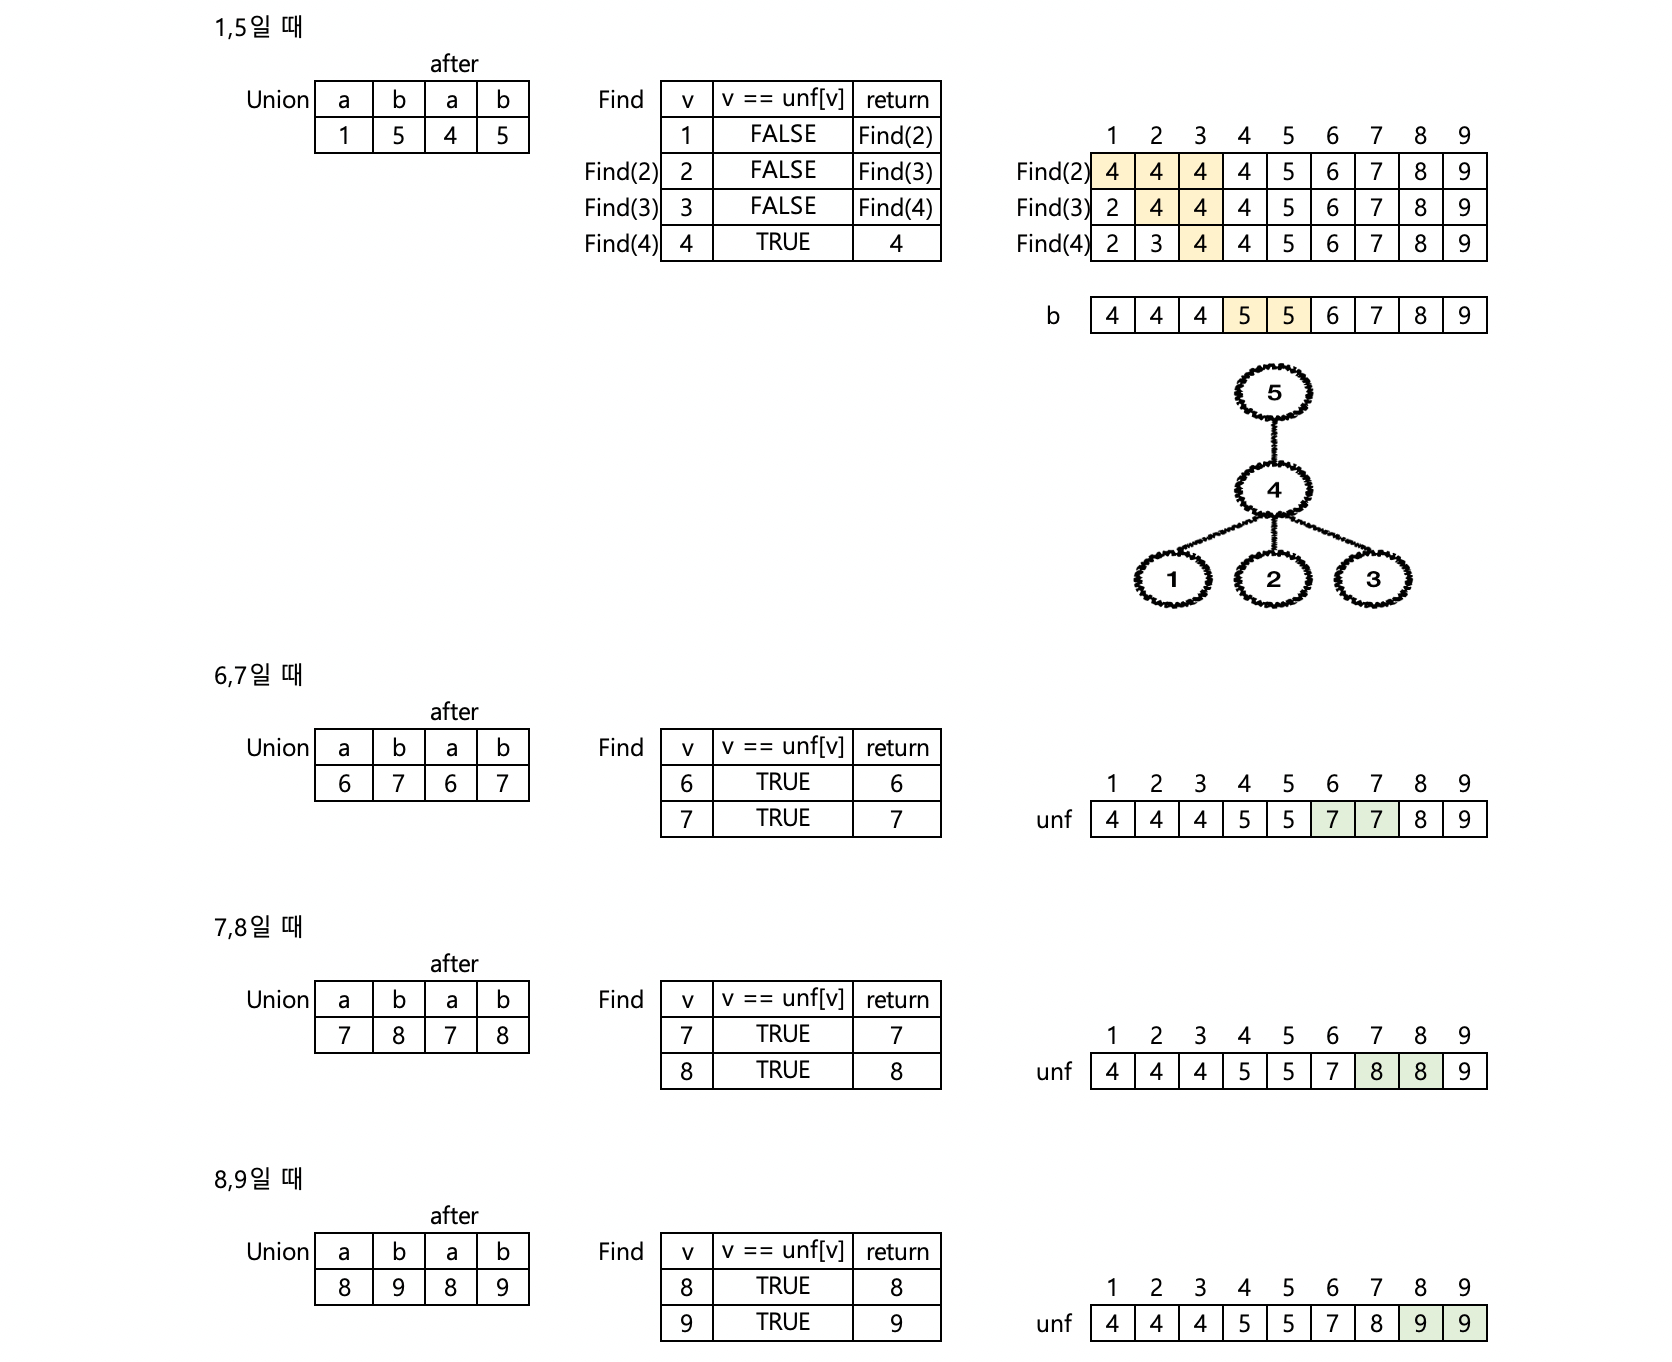 1,5일 때
after
Union a b a b
1 5 4 5
Find v v == unf[v] return
1 FALSE Find(2)
Find(2) 2 FALSE Find(3)
Find(3) 3 FALSE Find(4)
Find(4) 4 TRUE 4
1 2 3 4 5 6 7 8 9
Find(2) 4 4 4 4 5 6 7 8 9
Find(3) 2 4 4 4 5 6 7 8 9
Find(4) 2 3 4 4 5 6 7 8 9
b 4 4 4 5 5 6 7 8 9
5
4
1 2 3
6,7일 때
after
Union a b a b
6 7 6 7
Find v v == unf[v] return
6 TRUE 6
7 TRUE 7
1 2 3 4 5 6 7 8 9
unf 4 4 4 5 5 7 7 8 9
7,8일 때
after
Union a b a b
7 8 7 8
Find v v == unf[v] return
7 TRUE 7
8 TRUE 8
1 2 3 4 5 6 7 8 9
unf 4 4 4 5 5 7 8 8 9
8,9일 때
after
Union a b a b
8 9 8 9
Find v v == unf[v] return
8 TRUE 8
9 TRUE 9
1 2 3 4 5 6 7 8 9
unf 4 4 4 5 5 7 8 9 9